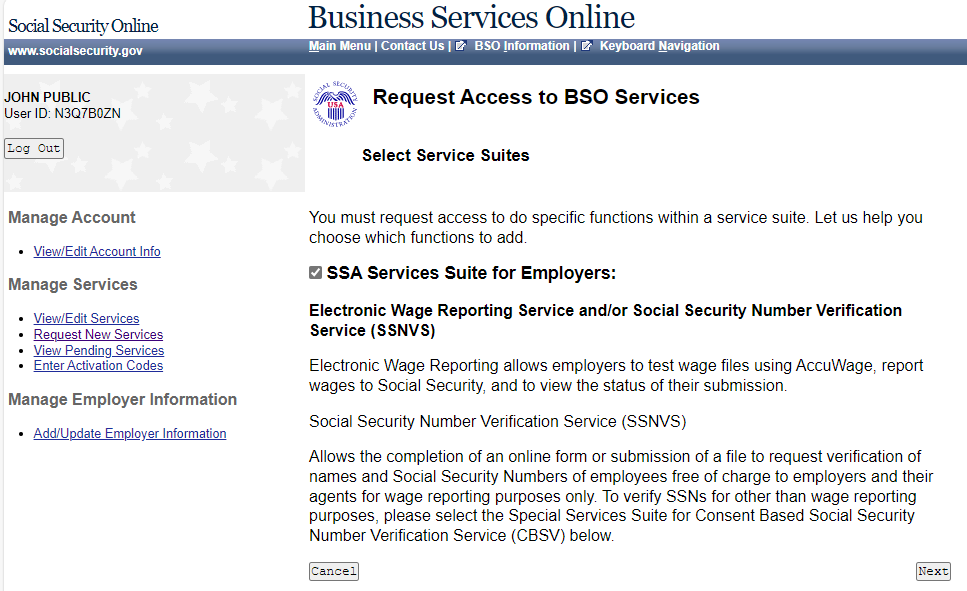 Social Security Online
Business Services Online
www.socialsecurity.gov
Main Menu | Contact Us | BSO Information | Keyboard Navigation
JOHN PUBLIC
User ID: N3Q7B0ZN
Log Out
SOCIAL SECURITY
USA
ADMINISTRATION
Request Access to BSO Services
Select Service Suites
Manage Account
View/Edit Account Info
Manage Services
View/Edit Services
Request New Services
View Pending Services
Enter Activation Codes
Manage Employer Information
Add/Update Employer Information
You must request access to do specific functions within a service suite. Let us help you
choose which functions to add.
SSA Services Suite for Employers:
Electronic Wage Reporting Service and/or Social Security Number Verification
Service (SSNVS)
Electronic Wage Reporting allows employers to test wage files using AccuWage, report
wages to Social Security, and to view the status of their submission.
Social Security Number Verification Service (SSNVS)
Allows the completion of an online form or submission of a file to request verification of
names and Social Security Numbers of employees free of charge to employers and their
agents for wage reporting purposes only. To verify SSNs for other than wage reporting
purposes, please select the Special Services Suite for Consent Based Social Security
Number Verification Service (CBSV) below.
Cancel
Next